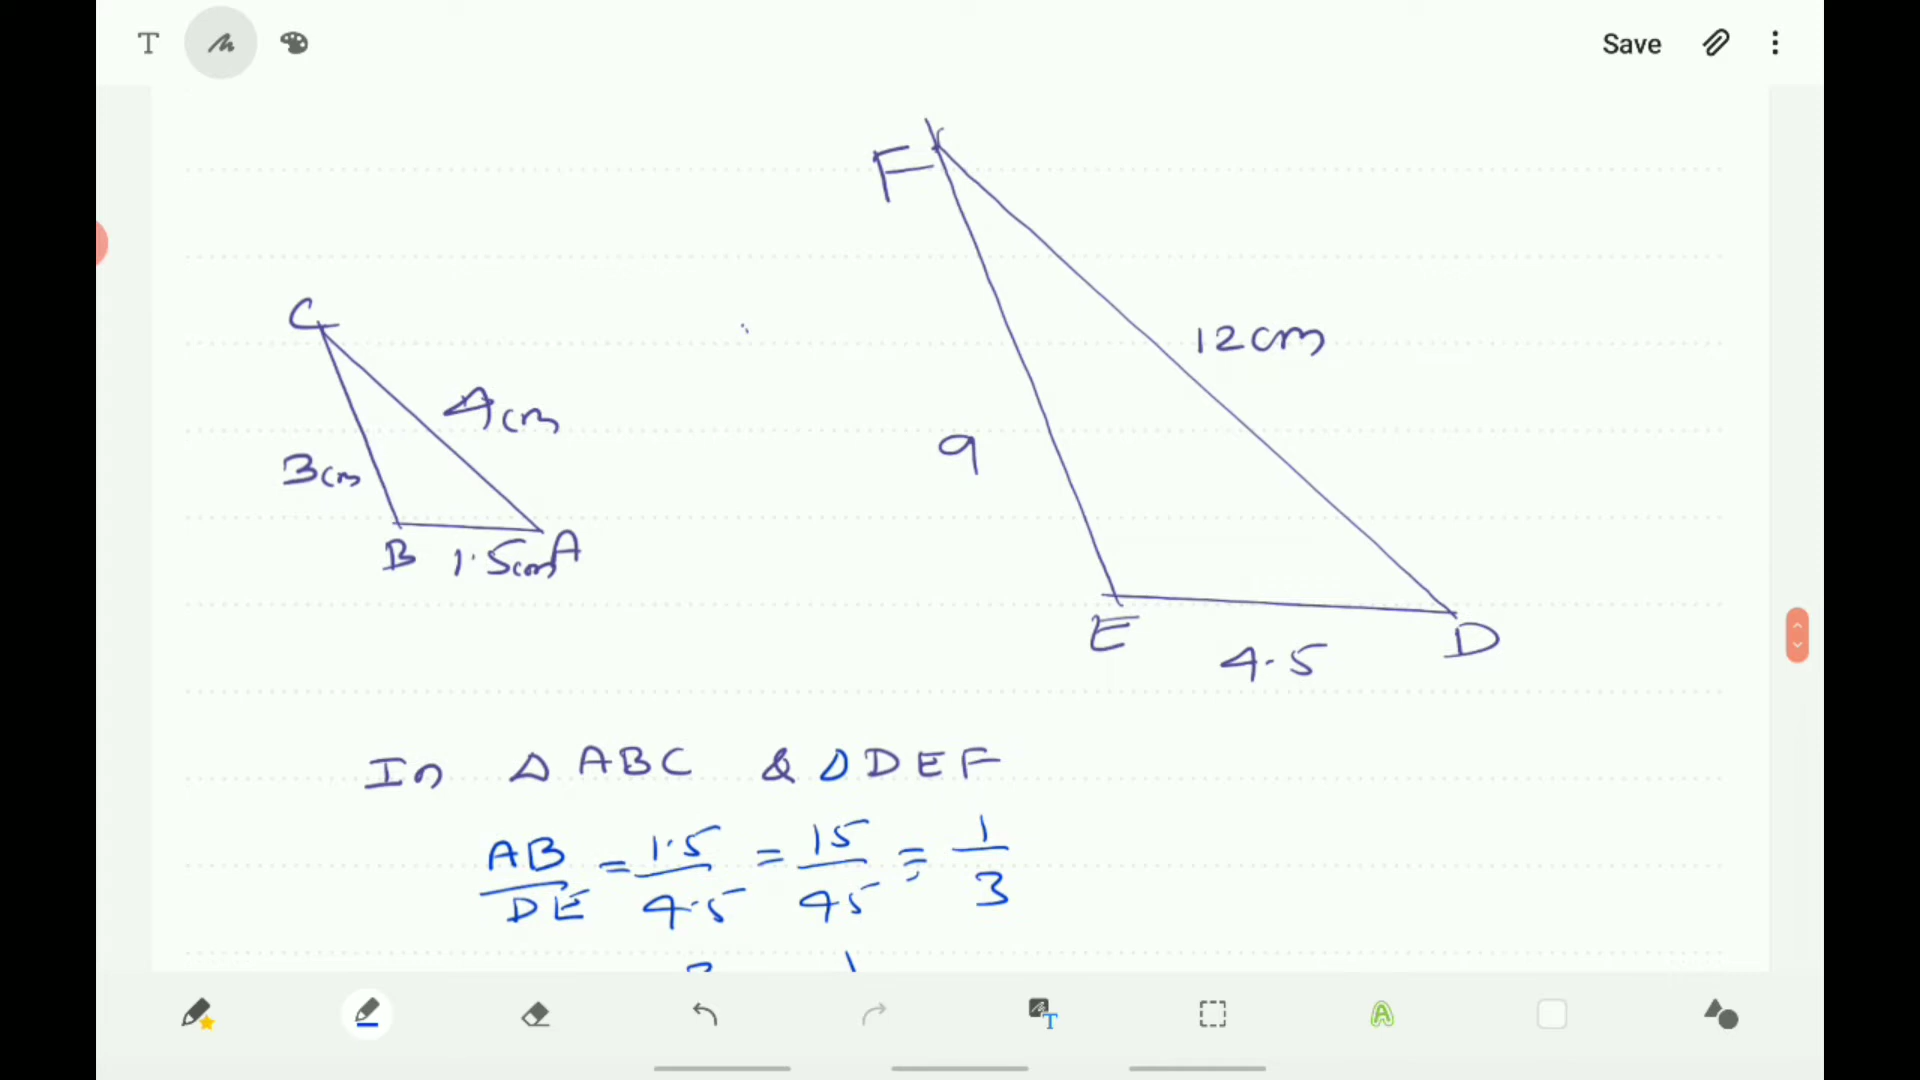 Save
F
12cm
C
4cm
9
3cm
B 1.5cm A
E
4.5
D
In Δ ABC & Δ DEF
AB/DE = 1.5/4.5 = 15/45 = 1/3